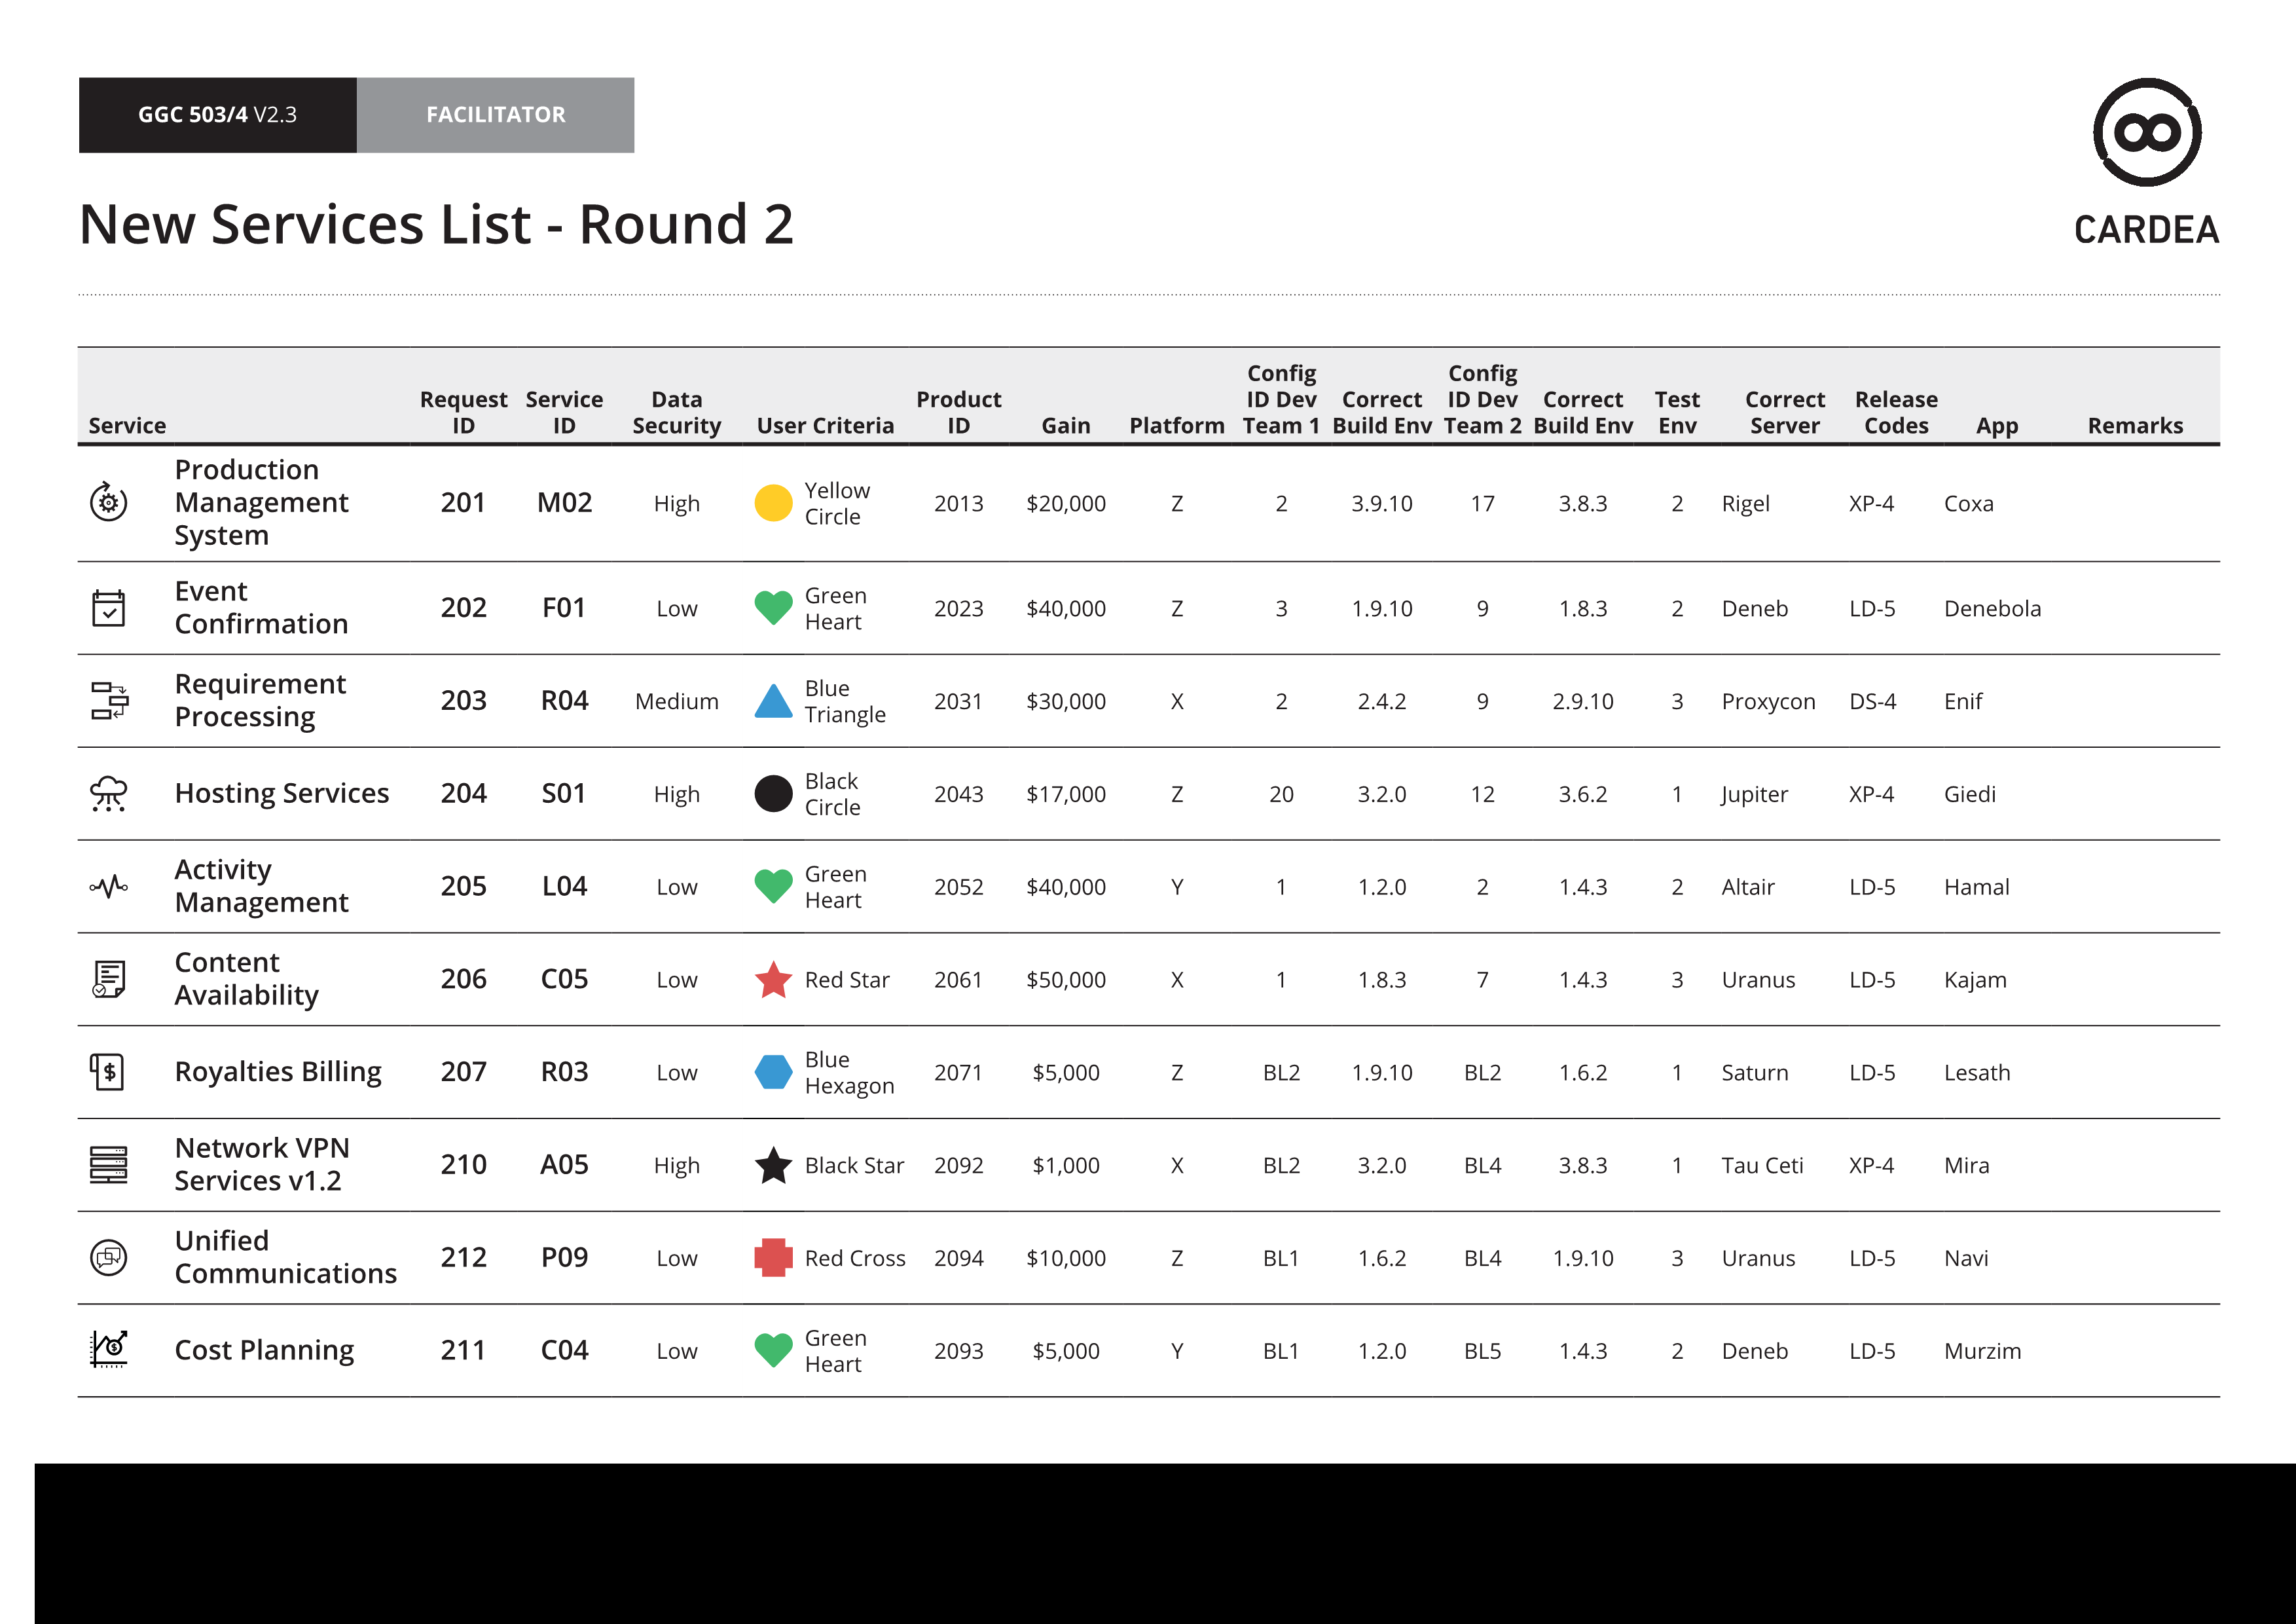 GGC 503/4 V2.3 FACILITATOR
CARDEA
New Services List - Round 2
Service Request ID Service ID Data Security User Criteria Product ID Gain Platform Config ID Dev Team 1 Correct Build Env Config ID Dev Team 2 Correct Build Env Test Env Correct Server Release Codes App Remarks
Production Management System 201 M02 High Yellow Circle 2013 $20,000 Z 2 3.9.10 17 3.8.3 2 Rigel XP-4 Coxa
Event Confirmation 202 F01 Low Green Heart 2023 $40,000 Z 3 1.9.10 9 1.8.3 2 Deneb LD-5 Denebola
Requirement Processing 203 R04 Medium Blue Triangle 2031 $30,000 X 2 2.4.2 9 2.9.10 3 Proxycon DS-4 Enif
Hosting Services 204 S01 High Black Circle 2043 $17,000 Z 20 3.2.0 12 3.6.2 1 Jupiter XP-4 Giedi
Activity Management 205 L04 Low Green Heart 2052 $40,000 Y 1 1.2.0 2 1.4.3 2 Altair LD-5 Hamal
Content Availability 206 C05 Low Red Star 2061 $50,000 X 1 1.8.3 7 1.4.3 3 Uranus LD-5 Kajam
Royalties Billing 207 R03 Low Blue Hexagon 2071 $5,000 Z BL2 1.9.10 BL2 1.6.2 1 Saturn LD-5 Lesath
Network VPN Services v1.2 210 A05 High Black Star 2092 $1,000 X BL2 3.2.0 BL4 3.8.3 1 Tau Ceti XP-4 Mira
Unified Communications 212 P09 Low Red Cross 2094 $10,000 Z BL1 1.6.2 BL4 1.9.10 3 Uranus LD-5 Navi
Cost Planning 211 C04 Low Green Heart 2093 $5,000 Y BL1 1.2.0 BL5 1.4.3 2 Deneb LD-5 Murzim